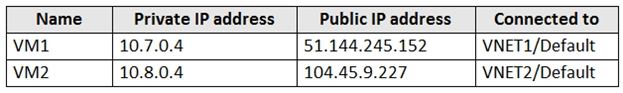 Name Private IP address Public IP address Connected to
VM1 10.7.0.4 51.144.245.152 VNET1/Default
VM2 10.8.0.4 104.45.9.227 VNET2/Default